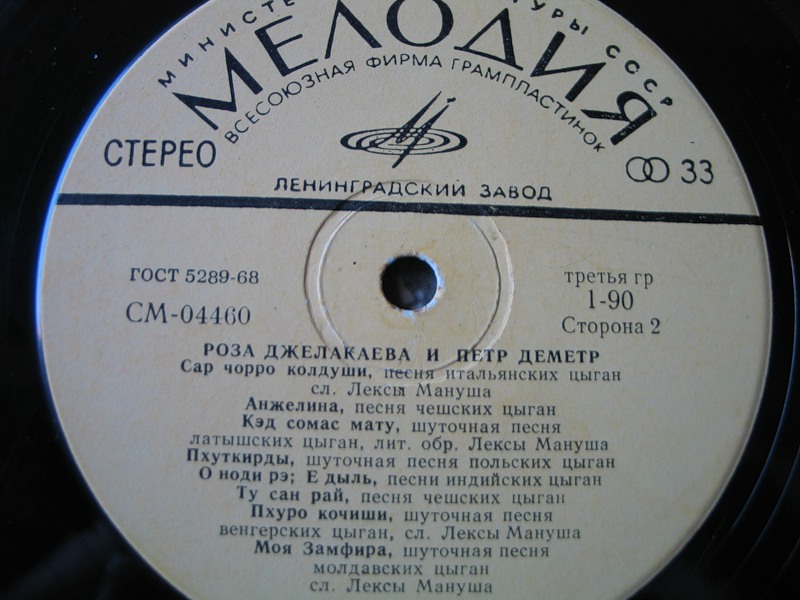 МИНИСТЕ ТУРЫ СССР
МЕЛОДИЯ
ВСЕСОЮЗНАЯ ФИРМА ГРАМПЛАСТИНОК
СТЕРЕО
33
ЛЕНИНГРАДСКИЙ ЗАВОД
ГОСТ 5289-68
СМ-04460
третья гр
1-90
Сторона 2
РОЗА ДЖЕЛАКАЕВА И ПЕТР ДЕМЕТР
Сар чорро колдуши, песня итальянских цыган
сл. Лексы Мануша
Анжелина, песня чешских цыган
Кэд сомас мату, шуточная песня
латышских цыган, лит. обр. Лексы Мануша
Пхуткирды, шуточная песня польских цыган
О ноди рэ; Е дыль, песни индийских цыган
Ту сан рай, песня чешских цыган
Пхуро кочиши, шуточная песня
венгерских цыган, сл. Лексы Мануша
Моя Замфира, шуточная песня
молдавских цыган
сл. Лексы Мануша